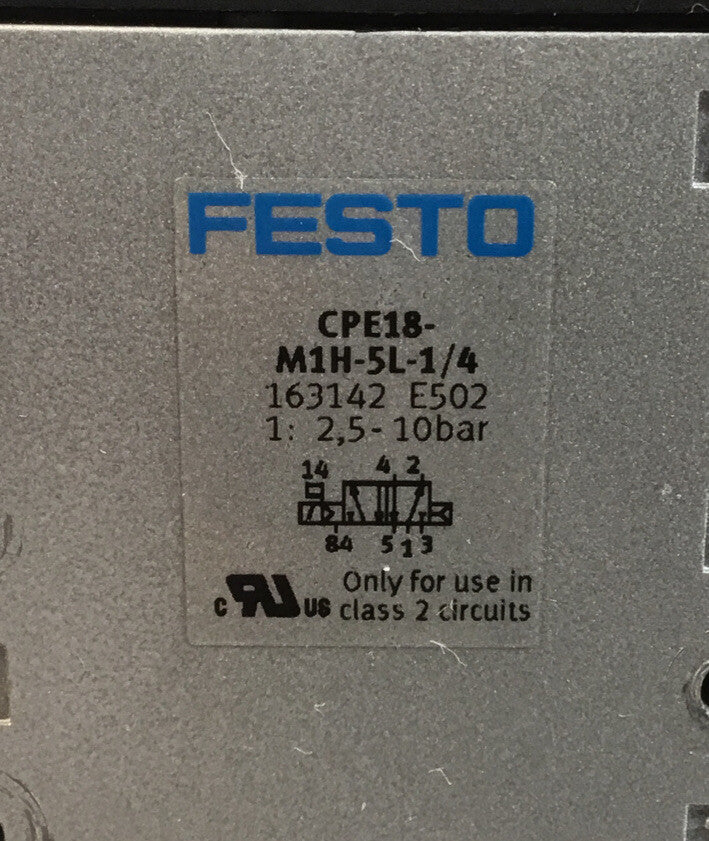 FESTO
CPE18-
M1H-5L-1/4
163142 E502
1: 2,5-10bar
14 4 2
84 5 1 3
c RU US Only for use in
class 2 circuits